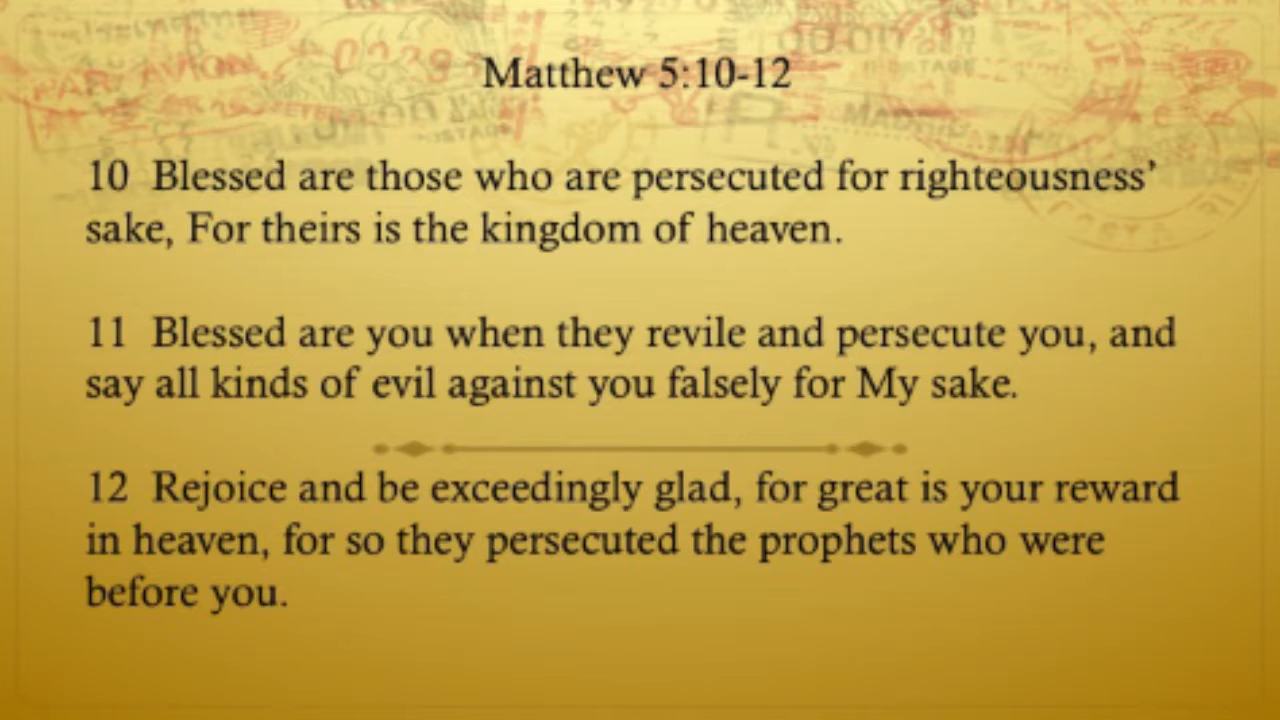 Matthew 5:10-12
10 Blessed are those who are persecuted for righteousness’
sake, For theirs is the kingdom of heaven.
11 Blessed are you when they revile and persecute you, and
say all kinds of evil against you falsely for My sake.
12 Rejoice and be exceedingly glad, for great is your reward
in heaven, for so they persecuted the prophets who were
before you.